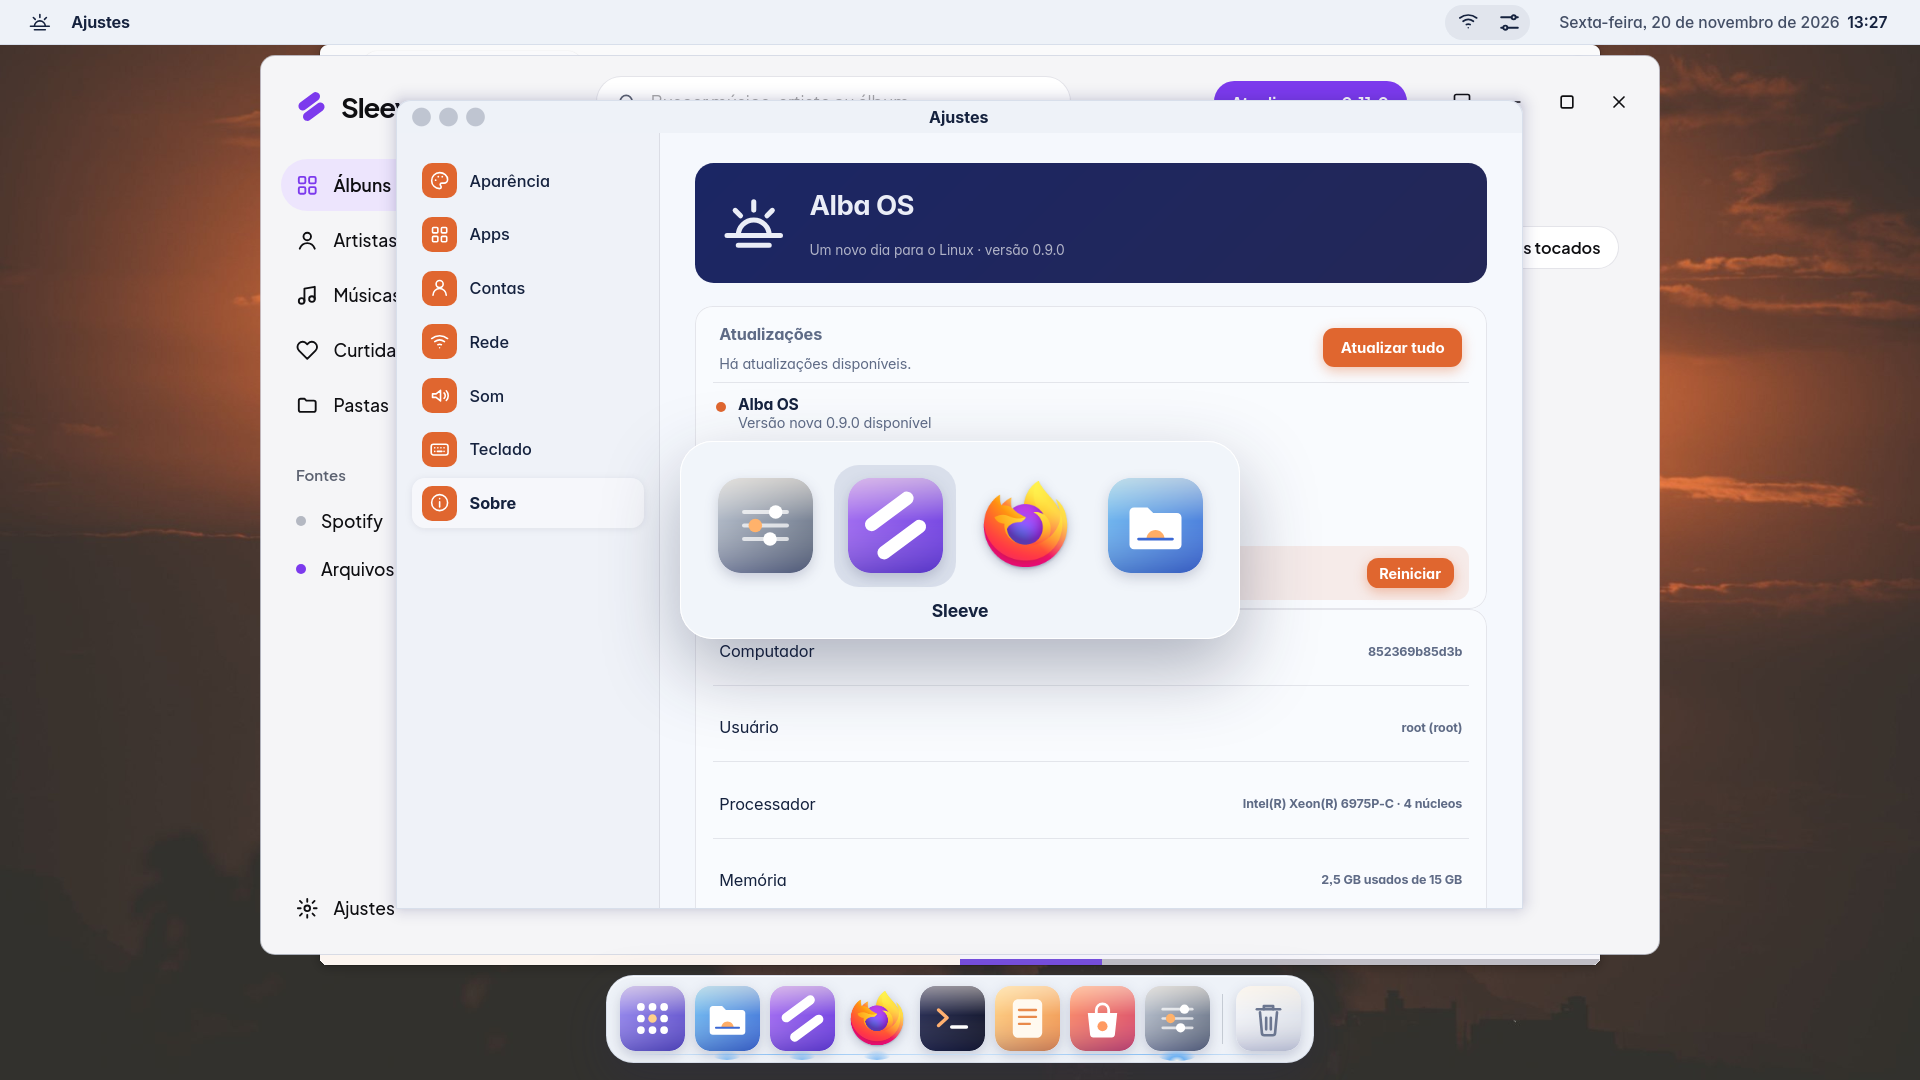 Ajustes
Sexta-feira, 20 de novembro de 2026 13:27
Ajustes
Álbuns
Artistas
Músicas
Pastas
Fontes
Spotify
Arquivos
Ajustes
s tocados
Aparência
Apps
Contas
Rede
Som
Teclado
Sobre
Alba OS
Um novo dia para o Linux · versão 0.9.0
Atualizações
Há atualizações disponíveis.
Atualizar tudo
Alba OS
Versão nova 0.9.0 disponível
Sleeve
Reiniciar
Computador 852369b85d3b
Usuário root (root)
Processador Intel(R) Xeon(R) 6975P-C · 4 núcleos
Memória 2,5 GB usados de 15 GB